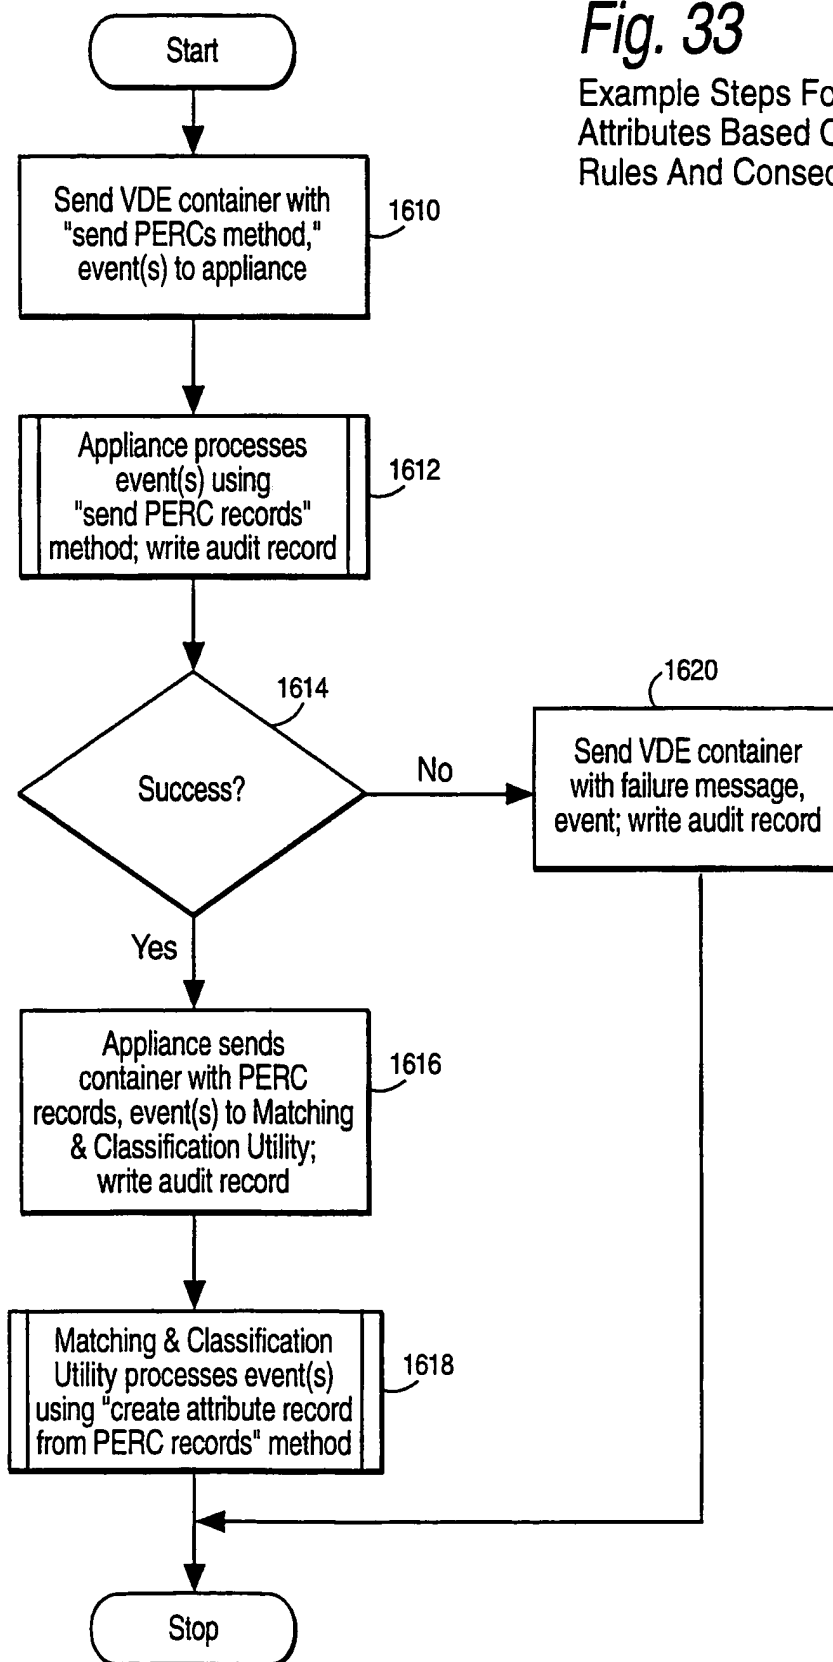 Fig. 33
Example Steps Fo
Attributes Based
Rules And Conseq
Start
Send VDE container with
"send PERCs method,"
event(s) to appliance
1610
Appliance processes
event(s) using
"send PERC records"
method; write audit record
1612
1614
Success?
No
Yes
1620
Send VDE container
with failure message,
event; write audit record
Appliance sends
container with PERC
records, event(s) to Matching
& Classification Utility;
write audit record
1616
Matching & Classification
Utility processes event(s)
using "create attribute record
from PERC records" method
1618
Stop